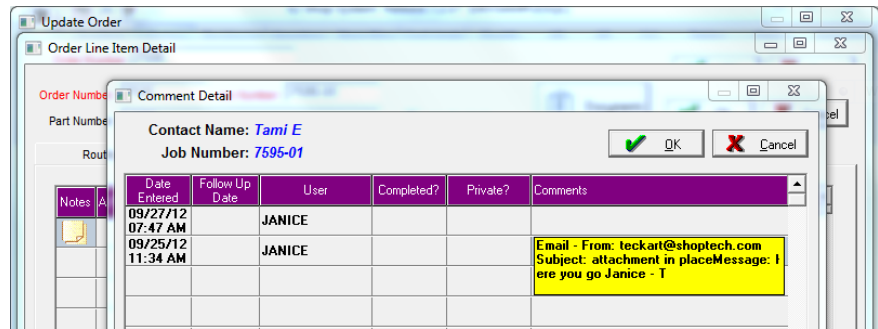 Update Order
Order Line Item Detail
Order Numbe
Comment Detail
Part Numbe
Contact Name: Tami E
Job Number: 7595-01
OK
Cancel
Rout
Notes
Date Entered
Follow Up Date
User
Completed?
Private?
Comments
09/27/12
07:47 AM
JANICE
09/25/12
11:34 AM
JANICE
Email - From: teckart@shoptech.com
Subject: attachment in placeMessage: H
ere you go Janice - T